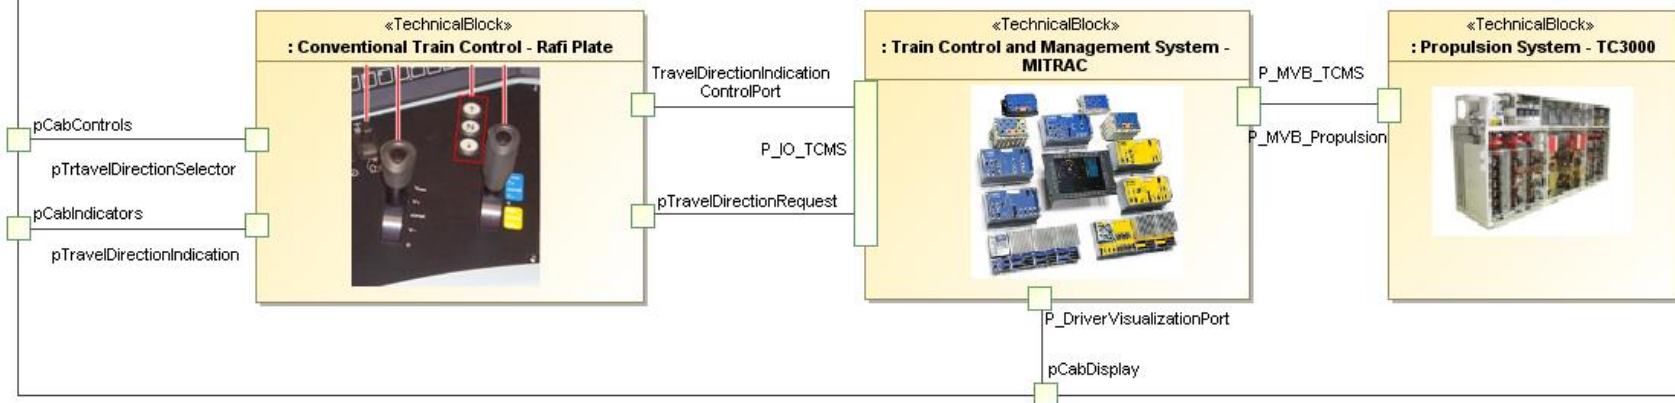 «TechnicalBlock»
: Conventional Train Control - Rafi Plate
«TechnicalBlock»
: Train Control and Management System -
MITRAC
«TechnicalBlock»
: Propulsion System - TC3000
TravelDirectionIndication
ControlPort
P_MVB_TCMS
pCabControls
P_MVB_Propulsion
P_IO_TCMS
pTrtavelDirectionSelector
pTravelDirectionRequest
pCabIndicators
pTravelDirectionIndication
P_DriverVisualizationPort
pCabDisplay